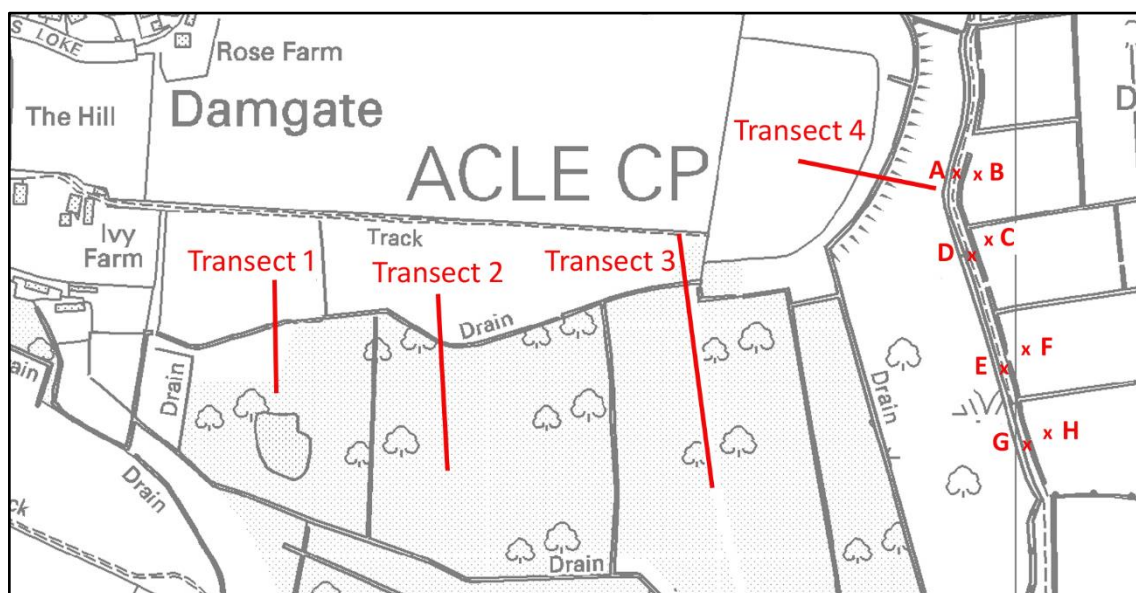 S LOKE
Rose Farm
The Hill
Damgate
D
Transect 4
ACLE CP
A x x B
Ivy
Farm
Track
Transect 1
Transect 2
Transect 3
x C
D x
Drain
x F
E x
Drain
Drain
ain
x H
G x
Drain
Drain
ck